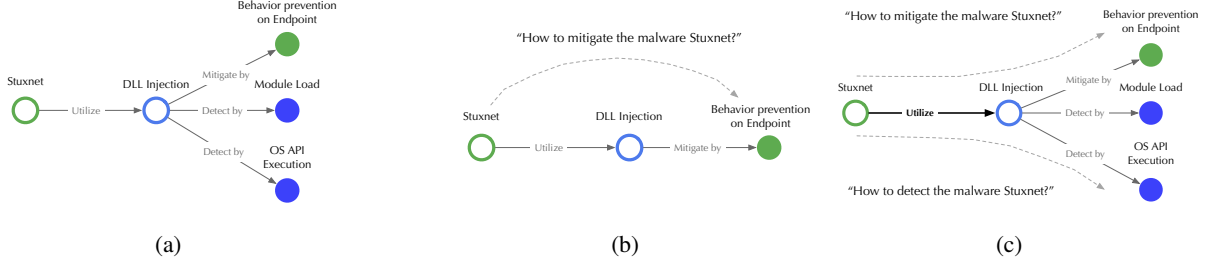 Behavior prevention
on Endpoint
Stuxnet
DLL Injection
Mitigate by
Module Load
Utilize
Detect by
Detect by
OS API
Execution
(a)
“How to mitigate the malware Stuxnet?”
Stuxnet
DLL Injection
Behavior prevention
on Endpoint
Utilize
Mitigate by
(b)
“How to mitigate the malware Stuxnet?”
Behavior prevention
on Endpoint
Stuxnet
DLL Injection
Mitigate by
Module Load
Utilize
Detect by
Detect by
OS API
Execution
“How to detect the malware Stuxnet?”
(c)